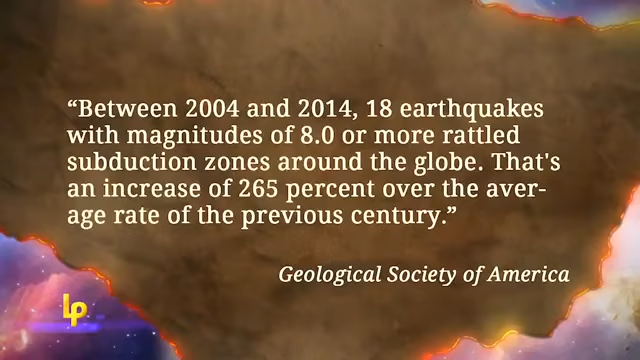 “Between 2004 and 2014, 18 earthquakes
with magnitudes of 8.0 or more rattled
subduction zones around the globe. That's
an increase of 265 percent over the aver-
age rate of the previous century.”
Geological Society of America
Lp